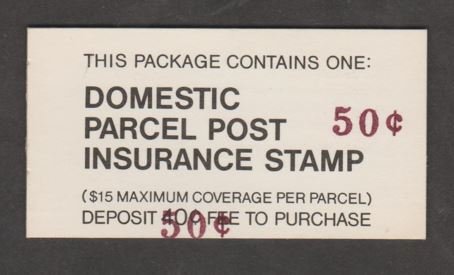 THIS PACKAGE CONTAINS ONE:
DOMESTIC
PARCEL POST 50¢
INSURANCE STAMP
($15 MAXIMUM COVERAGE PER PARCEL)
DEPOSIT 40¢ FEE TO PURCHASE
50¢